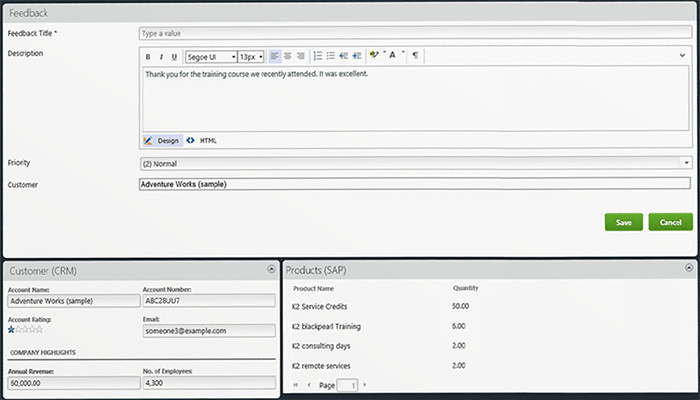 Feedback
Feedback Title * Type a value
Description B I U Segoe UI 13px A ¶
Thank you for the training course we recently attended. It was excellent.
Design HTML
Priority (2) Normal
Customer Adventure Works (sample)
Save Cancel
Customer (CRM)
Account Name: Account Number:
Adventure Works (sample) ABC28UU7
Account Rating: Email:
someone3@example.com
COMPANY HIGHLIGHTS
Annual Revenue: No. of Employees:
60,000.00 4,300
Products (SAP)
Product Name Quantity
K2 Service Credits 50.00
K2 blackpearl Training 6.00
K2 consulting days 2.00
K2 remote services 2.00
Page 1